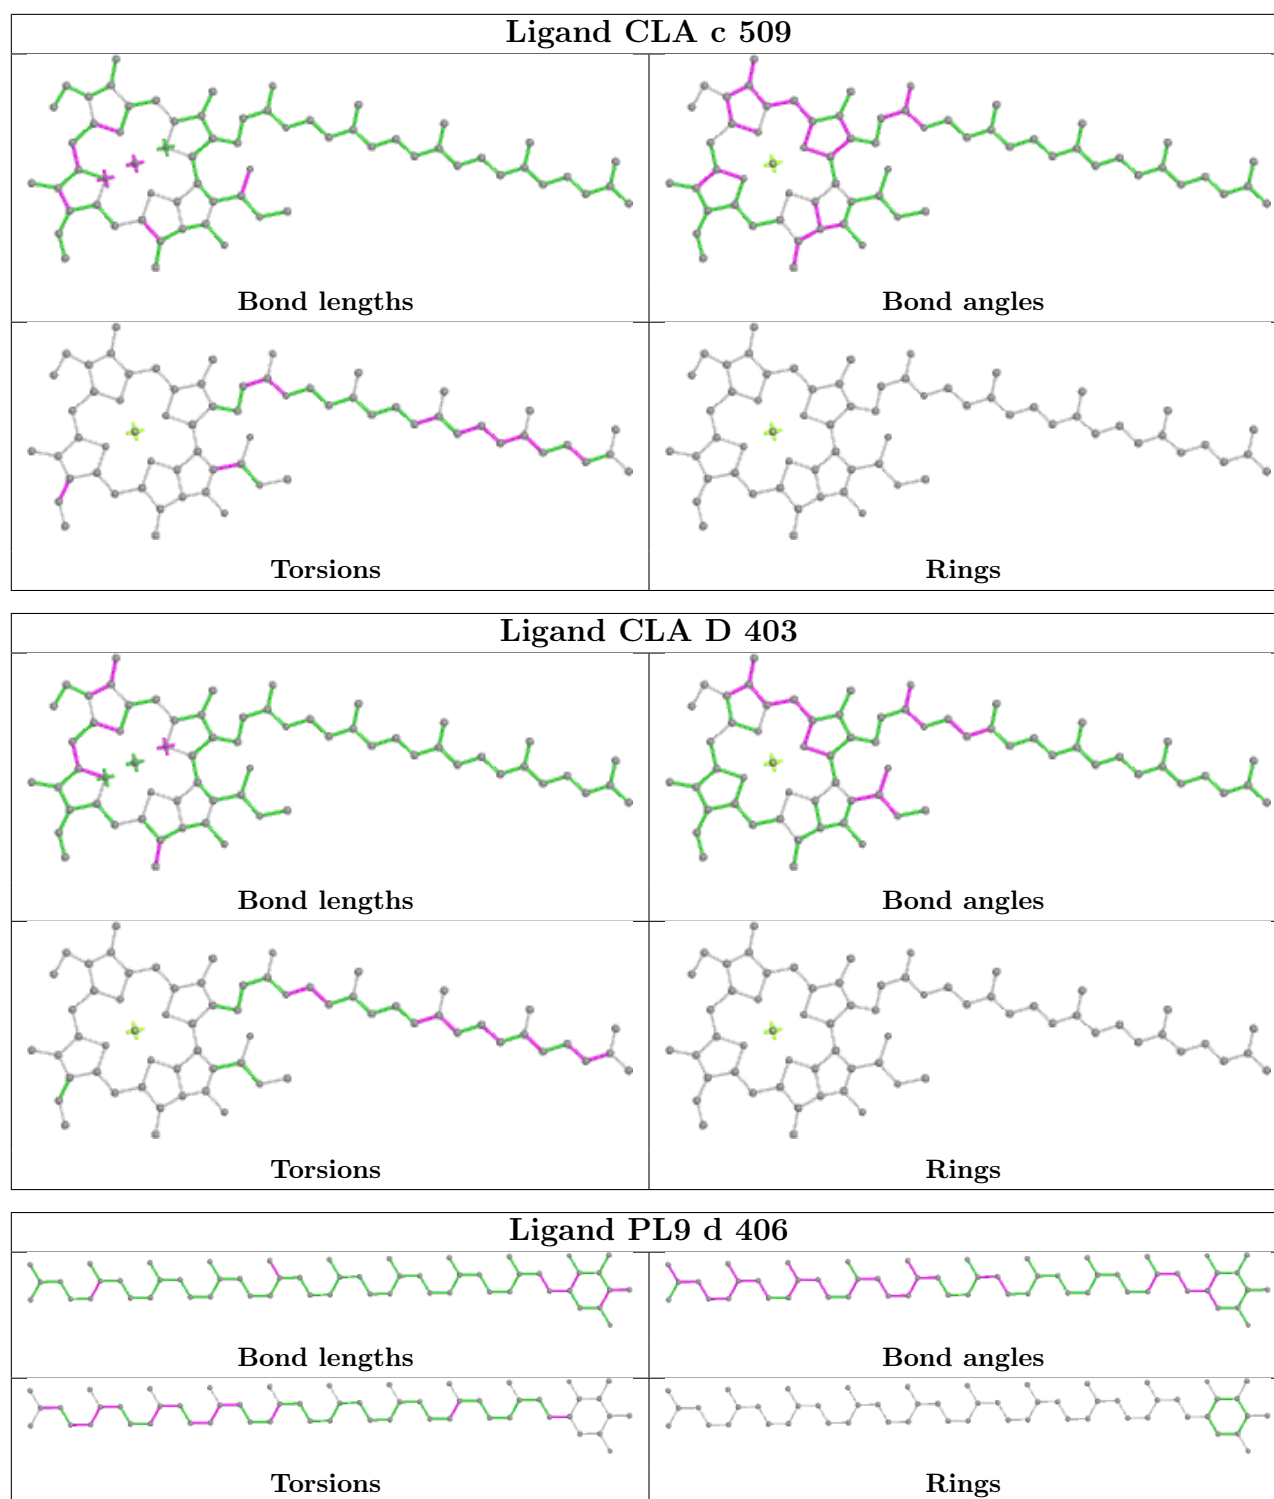 Ligand CLA c 509
Bond lengths
Bond angles
Torsions
Rings
Ligand CLA D 403
Bond lengths
Bond angles
Torsions
Rings
Ligand PL9 d 406
Bond lengths
Bond angles
Torsions
Rings